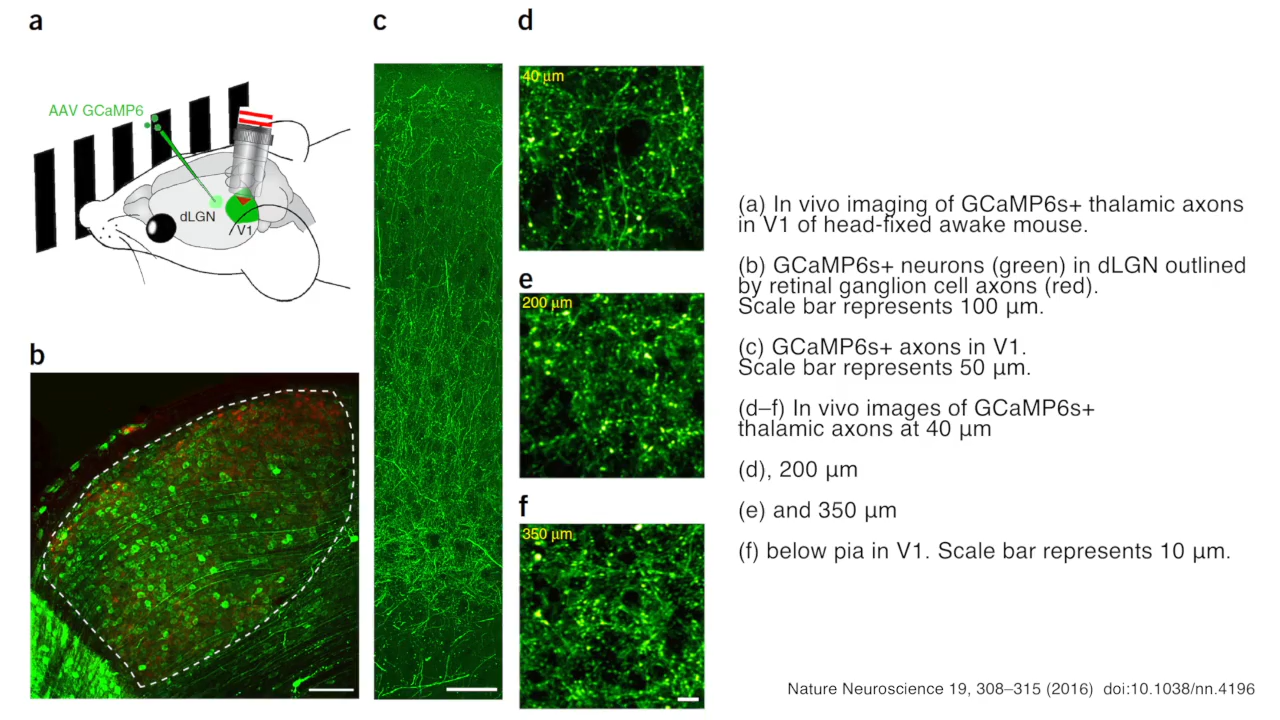 a
AAV GCaMP6
dLGN
V1
b
c
d
40 µm
e
200 µm
f
350 µm
(a) In vivo imaging of GCaMP6s+ thalamic axons
in V1 of head-fixed awake mouse.
(b) GCaMP6s+ neurons (green) in dLGN outlined
by retinal ganglion cell axons (red).
Scale bar represents 100 µm.
(c) GCaMP6s+ axons in V1.
Scale bar represents 50 µm.
(d–f) In vivo images of GCaMP6s+
thalamic axons at 40 µm
(d), 200 µm
(e) and 350 µm
(f) below pia in V1. Scale bar represents 10 µm.
Nature Neuroscience 19, 308–315 (2016) doi:10.1038/nn.4196